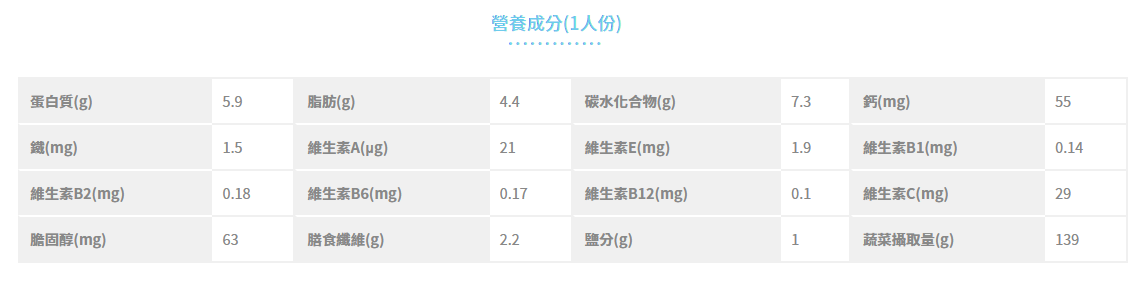 營養成分(1人份)
蛋白質(g) 5.9 脂肪(g) 4.4 碳水化合物(g) 7.3 鈣(mg) 55
鐵(mg) 1.5 維生素A(μg) 21 維生素E(mg) 1.9 維生素B1(mg) 0.14
維生素B2(mg) 0.18 維生素B6(mg) 0.17 維生素B12(mg) 0.1 維生素C(mg) 29
膽固醇(mg) 63 膳食纖維(g) 2.2 鹽分(g) 1 蔬菜攝取量(g) 139